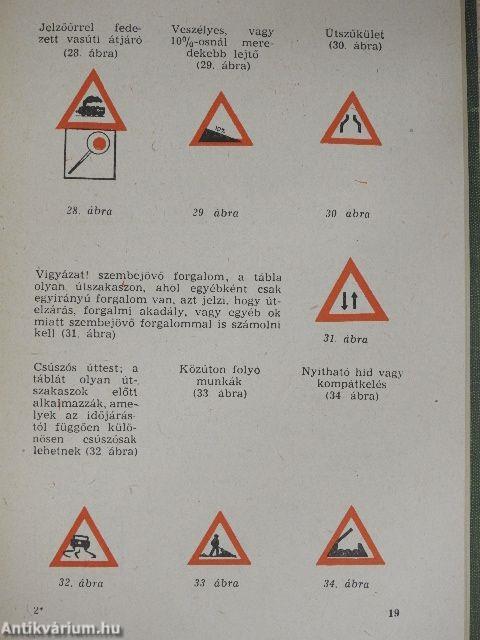 Jelzőőrrel fede-
zett vasúti átjáró
(28. ábra)
Veszélyes, vagy
10%-osnál mere-
dekebb lejtő
(29. ábra)
Útszűkület
(30. ábra)
10%
28. ábra
29 ábra
30 ábra
Vigyázat! szembejövő forgalom, a tábla
olyan útszakaszon, ahol egyébként csak
egyirányú forgalom van, azt jelzi, hogy út-
elzárás, forgalmi akadály, vagy egyéb ok
miatt szembejövő forgalommal is számolni
kell (31. ábra)
31. ábra
Csúszós úttest; a
táblát olyan út-
szakaszok előtt
alkalmazzák, ame-
lyek az időjárás-
tól függően külö-
nösen csúszósak
lehetnek (32 ábra)
Közúton folyó
munkák
(33 ábra)
Nyitható híd vagy
kompátkelés
(34 ábra)
32. ábra
33 ábra
34. ábra
2*
19
Antikvárium.hu